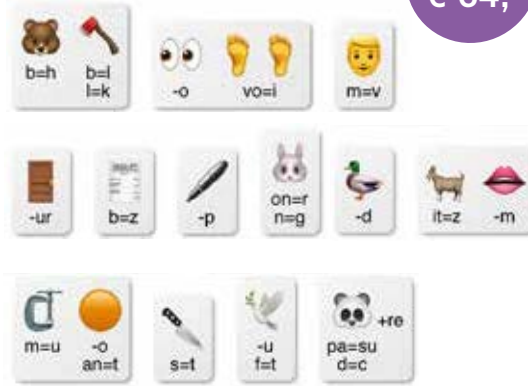 b=h b=l
l=k
-o vo=i
m=v
-ur
b=z
-p
on=r
n=g
-d
it=z -m
m=u -o
an=t
s=t
-u
f=t
+re
pa=su
d=c